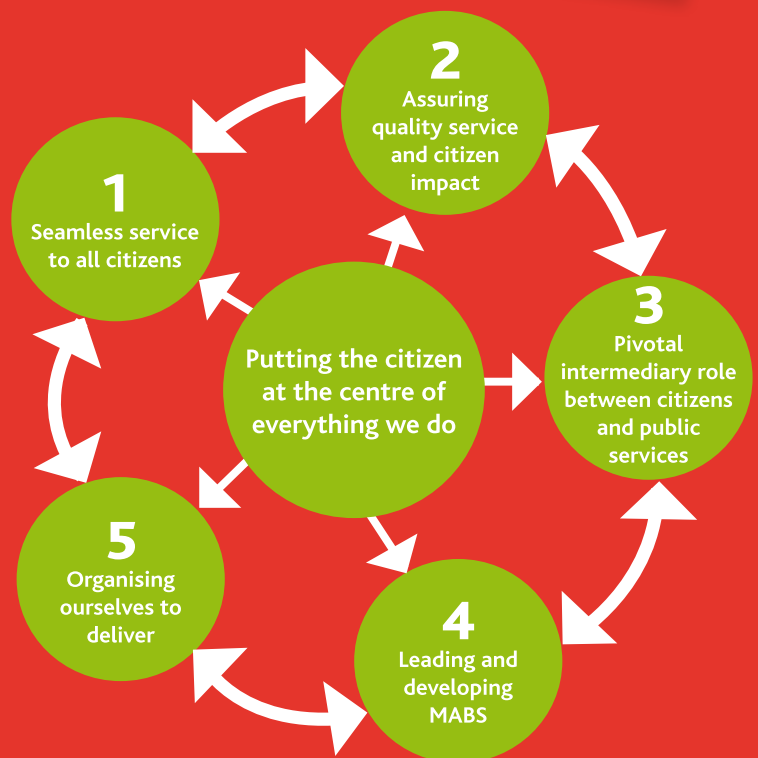 1
Seamless service
to all citizens
2
Assuring
quality service
and citizen
impact
3
Pivotal
intermediary role
between citizens
and public
services
4
Leading and
developing
MABS
5
Organising
ourselves to
deliver
Putting the citizen
at the centre of
everything we do